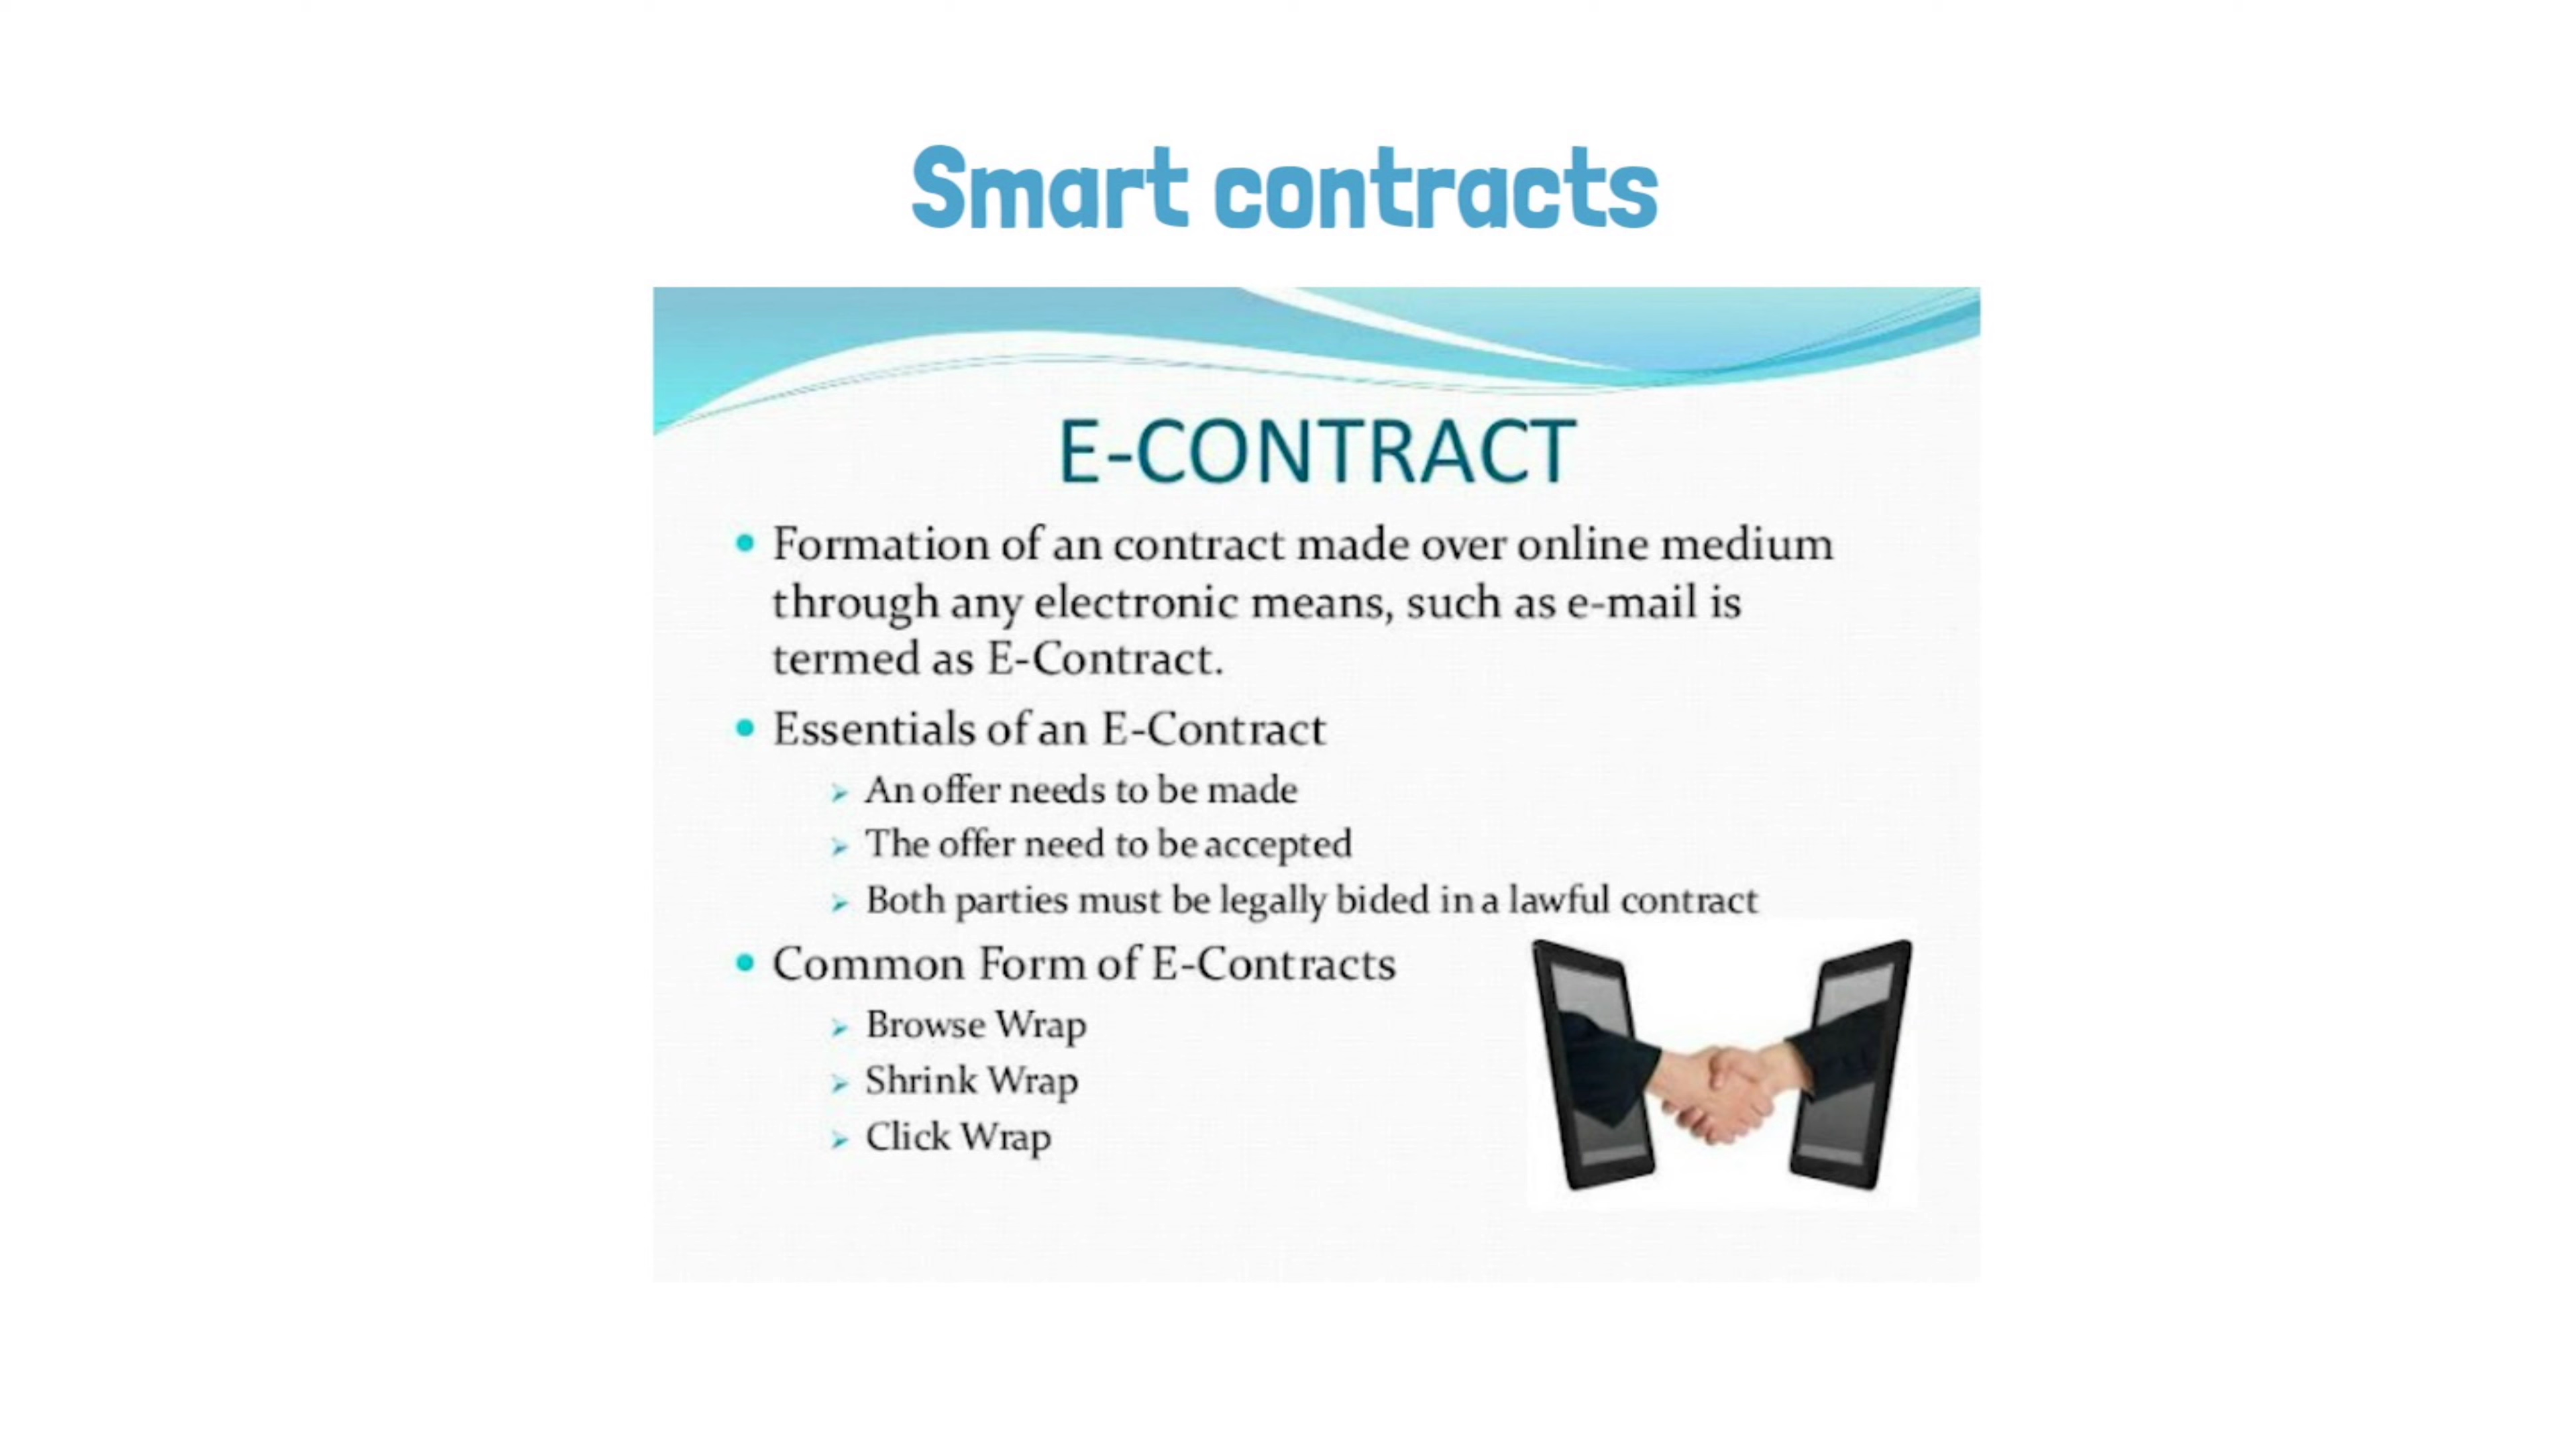 Smart contracts
E-CONTRACT
Formation of an contract made over online medium
through any electronic means, such as e-mail is
termed as E-Contract.
Essentials of an E-Contract
An offer needs to be made
The offer need to be accepted
Both parties must be legally bided in a lawful contract
Common Form of E-Contracts
Browse Wrap
Shrink Wrap
Click Wrap